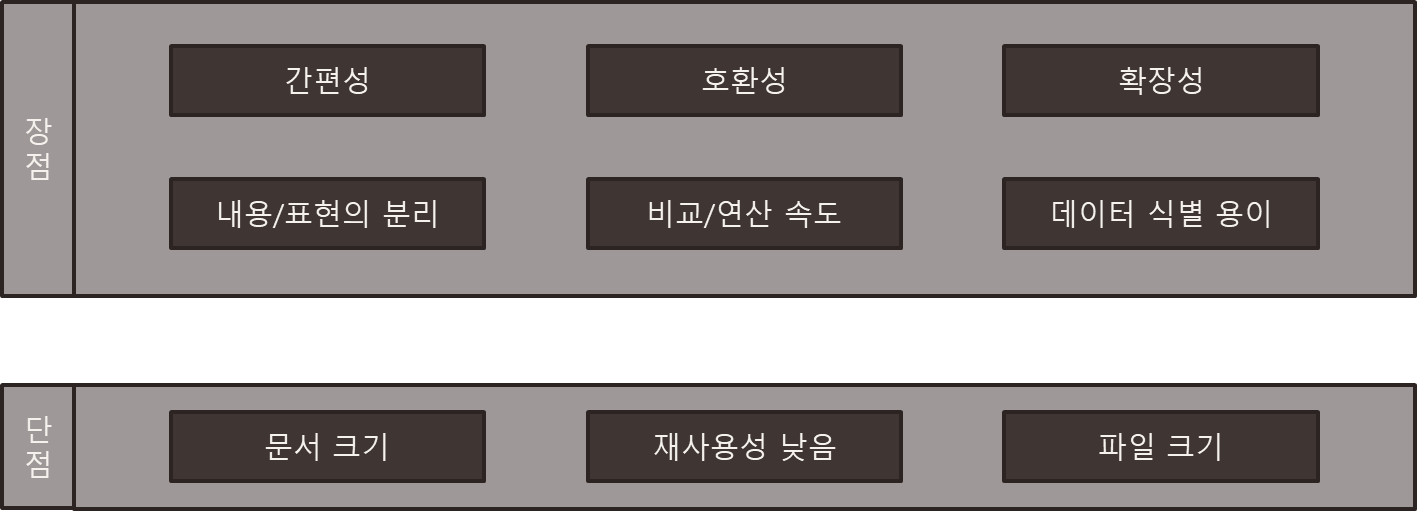 장점
간편성
호환성
확장성
내용/표현의 분리
비교/연산 속도
데이터 식별 용이
단점
문서 크기
재사용성 낮음
파일 크기